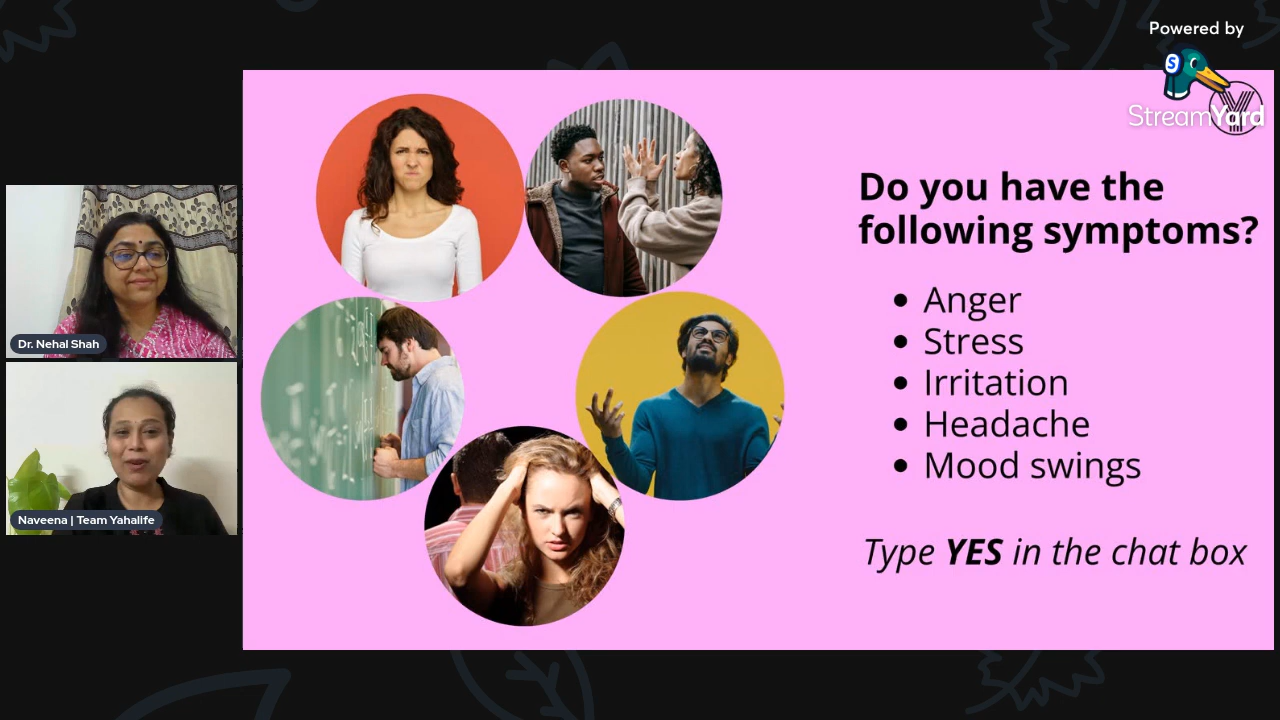 Powered by
StreamYard
Do you have the
following symptoms?
• Anger
• Stress
• Irritation
• Headache
• Mood swings
Type YES in the chat box
Dr. Nehal Shah
Naveena | Team Yahalife